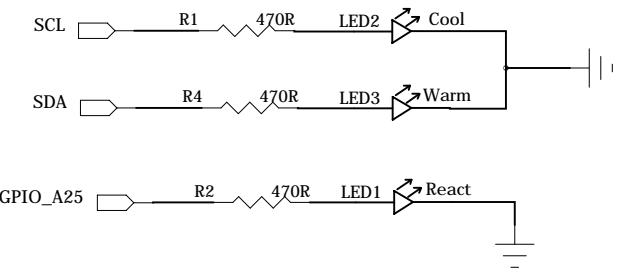 SCL R1 470R LED2 Cool
SDA R4 470R LED3 Warm
GPIO_A25 R2 470R LED1 React